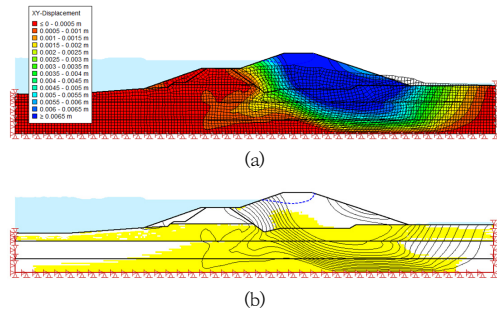 XY-Displacement
≤ 0 - 0.0005 m
0.0005 - 0.001 m
0.001 - 0.0015 m
0.0015 - 0.002 m
0.002 - 0.0025 m
0.0025 - 0.003 m
0.003 - 0.0035 m
0.0035 - 0.004 m
0.004 - 0.0045 m
0.0045 - 0.005 m
0.005 - 0.0055 m
0.0055 - 0.006 m
0.006 - 0.0065 m
≥ 0.0065 m
(a)
(b)